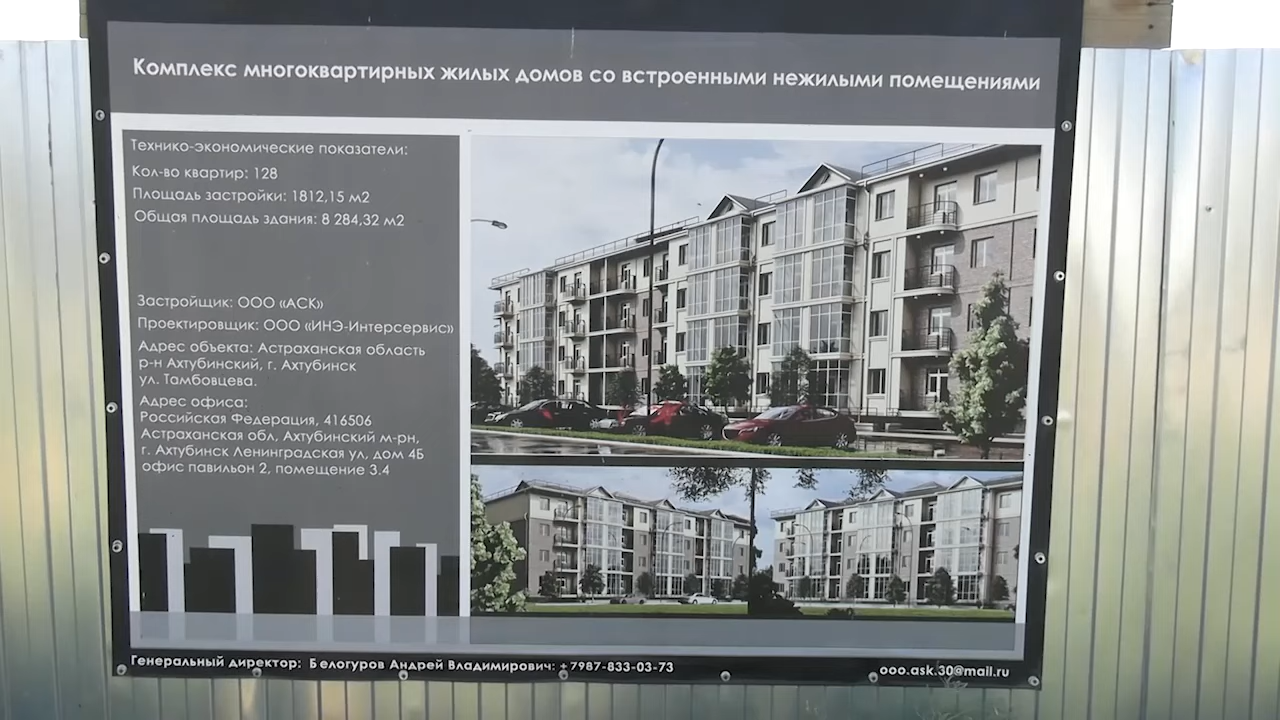 Комплекс многоквартирных жилых домов со встроенными нежилыми помещениями
Технико-экономические показатели:
Кол-во квартир: 128
Площадь застройки: 1812,15 м2
Общая площадь здания: 8 284,32 м2
Застройщик: ООО «АСК»
Проектировщик: ООО «ИНЭ-Интерсервис»
Адрес объекта: Астраханская область
р-н Ахтубинский, г. Ахтубинск
ул. Тамбовцева.
Адрес офиса:
Российская Федерация, 416506
Астраханская обл, Ахтубинский м-рн,
г. Ахтубинск Ленинградская ул, дом 4Б
офис павильон 2, помещение 3.4
Генеральный директор: Белогуров Андрей Владимирович: +7987-833-03-73
ooo.ask.30@mail.ru